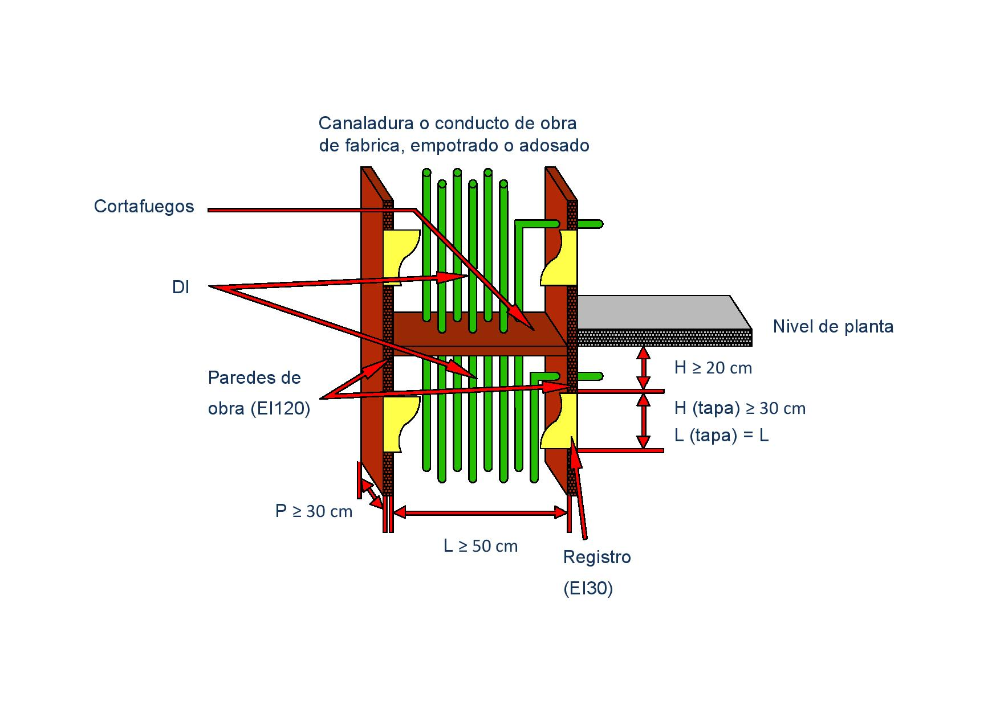 Canaladura o conducto de obra
de fabrica, empotrado o adosado
Cortafuegos
DI
Nivel de planta
H ≥ 20 cm
Paredes de
obra (EI120)
H (tapa) ≥ 30 cm
L (tapa) = L
P ≥ 30 cm
L ≥ 50 cm
Registro
(EI30)